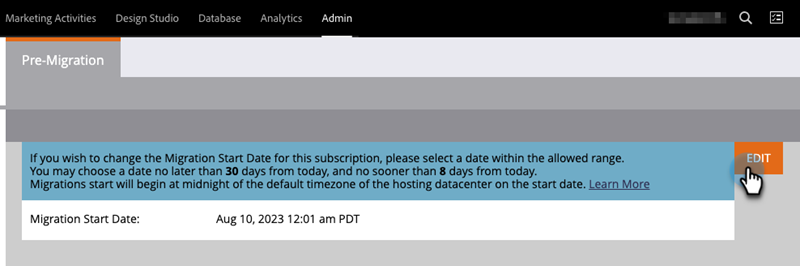 Marketing Activities Design Studio Database Analytics Admin
Pre-Migration
If you wish to change the Migration Start Date for this subscription, please select a date within the allowed range.
You may choose a date no later than 30 days from today, and no sooner than 8 days from today.
Migrations start will begin at midnight of the default timezone of the hosting datacenter on the start date. Learn More
EDIT
Migration Start Date: Aug 10, 2023 12:01 am PDT